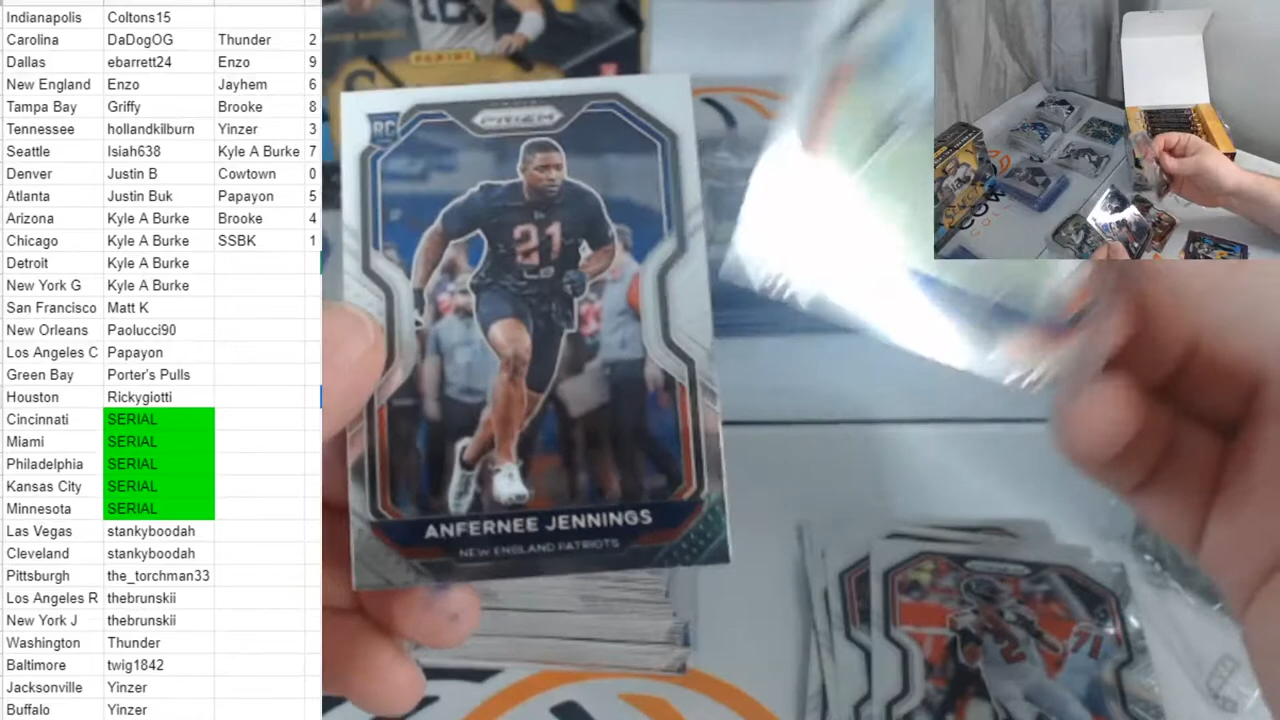 Indianapolis Coltons15
Carolina DaDogOG Thunder 2
Dallas ebarrett24 Enzo 9
New England Enzo Jayhem 6
Tampa Bay Griffy Brooke 8
Tennessee hollandkilburn Yinzer 3
Seattle Isiah638 Kyle A Burke 7
Denver Justin B Cowtown 0
Atlanta Justin Buk Papayon 5
Arizona Kyle A Burke Brooke 4
Chicago Kyle A Burke SSBK 1
Detroit Kyle A Burke
New York G Kyle A Burke
San Francisco Matt K
New Orleans Paolucci90
Los Angeles C Papayon
Green Bay Porter's Pulls
Houston Rickygiotti
Cincinnati SERIAL
Miami SERIAL
Philadelphia SERIAL
Kansas City SERIAL
Minnesota SERIAL
Las Vegas stankyboodah
Cleveland stankyboodah
Pittsburgh the_torchman33
Los Angeles R thebrunskii
New York J thebrunskii
Washington Thunder
Baltimore twig1842
Jacksonville Yinzer
Buffalo Yinzer
PANINI
RC
PRIZM
21
ANFERNEE JENNINGS
NEW ENGLAND PATRIOTS
2
71